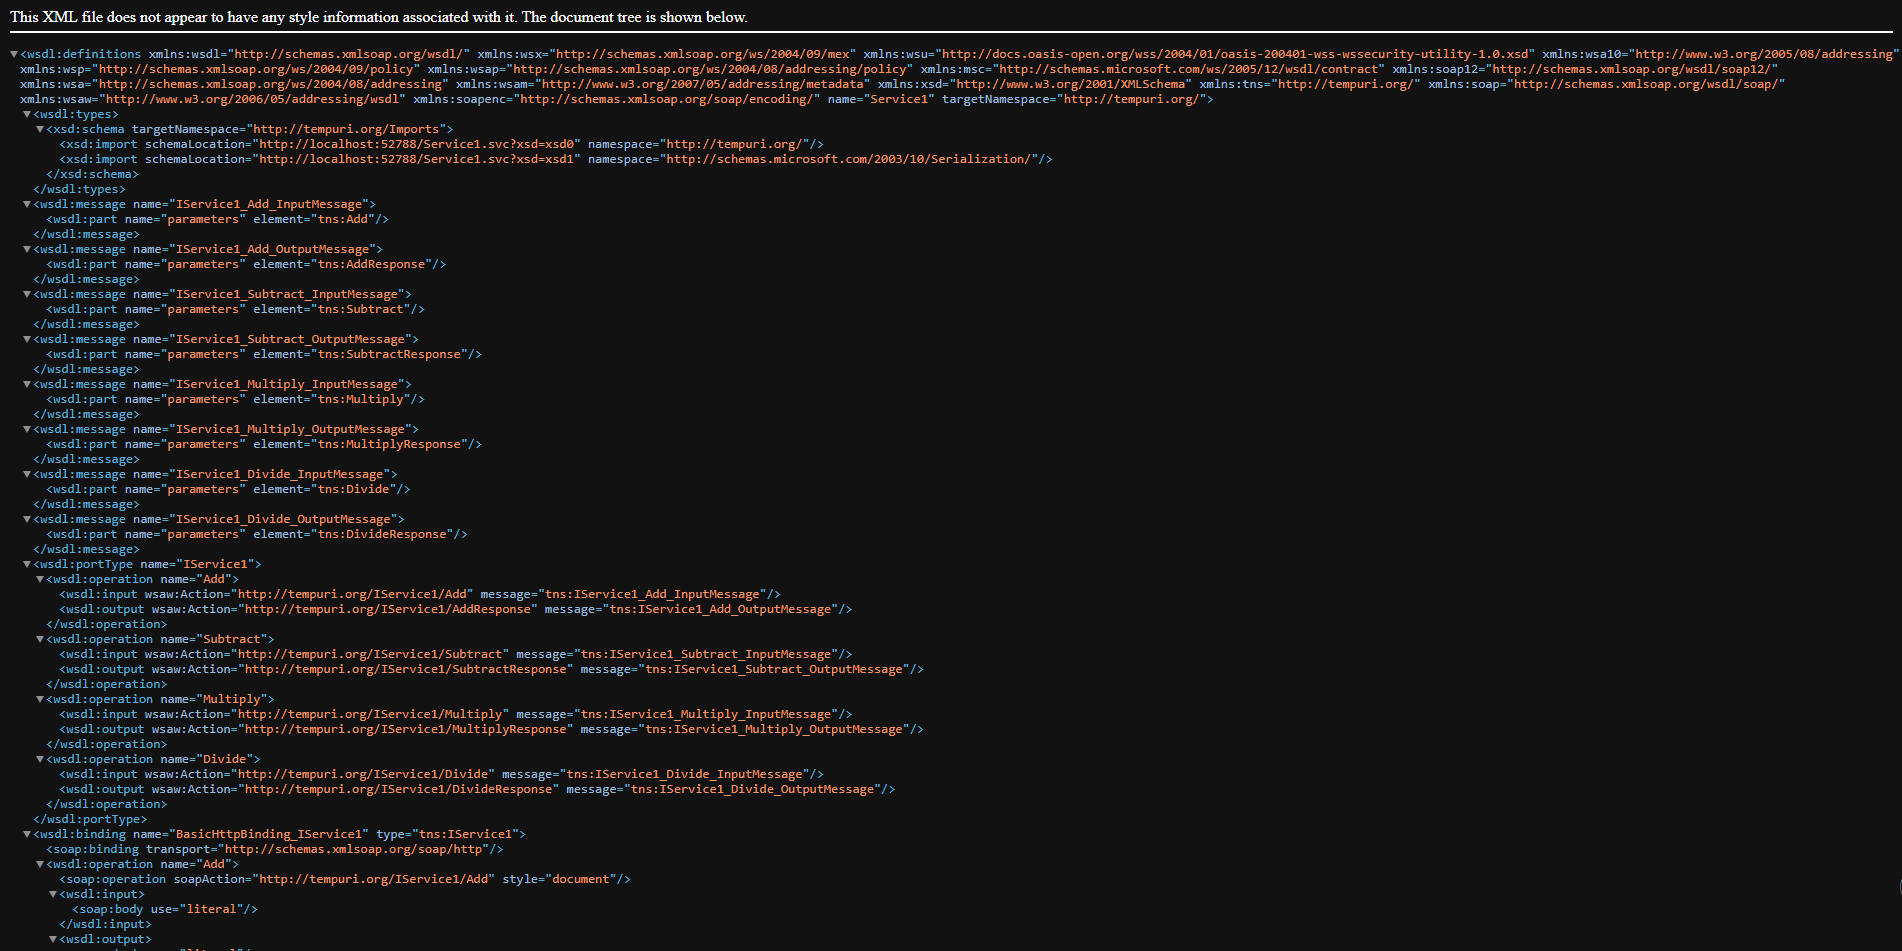 This XML file does not appear to have any style information associated with it. The document tree is shown below.
▼<wsdl:definitions xmlns:wsdl="http://schemas.xmlsoap.org/wsdl/" xmlns:wsx="http://schemas.xmlsoap.org/ws/2004/09/mex" xmlns:wsu="http://docs.oasis-open.org/wss/2004/01/oasis-200401-wss-wssecurity-utility-1.0.xsd" xmlns:wsa10="http://www.w3.org/2005/08/addressing"
xmlns:wsp="http://schemas.xmlsoap.org/ws/2004/09/policy" xmlns:wsap="http://schemas.xmlsoap.org/ws/2004/08/addressing/policy" xmlns:msc="http://schemas.microsoft.com/ws/2005/12/wsdl/contract" xmlns:soap12="http://schemas.xmlsoap.org/wsdl/soap12/"
xmlns:wsa="http://schemas.xmlsoap.org/ws/2004/08/addressing" xmlns:wsam="http://www.w3.org/2007/05/addressing/metadata" xmlns:xsd="http://www.w3.org/2001/XMLSchema" xmlns:tns="http://tempuri.org/" xmlns:soap="http://schemas.xmlsoap.org/wsdl/soap/"
xmlns:wsaw="http://www.w3.org/2006/05/addressing/wsdl" xmlns:soapenc="http://schemas.xmlsoap.org/soap/encoding/" name="Service1" targetNamespace="http://tempuri.org/">
▼<wsdl:types>
▼<xsd:schema targetNamespace="http://tempuri.org/Imports">
<xsd:import schemaLocation="http://localhost:52788/Service1.svc?xsd=xsd0" namespace="http://tempuri.org/"/>
<xsd:import schemaLocation="http://localhost:52788/Service1.svc?xsd=xsd1" namespace="http://schemas.microsoft.com/2003/10/Serialization/"/>
</xsd:schema>
</wsdl:types>
▼<wsdl:message name="IService1_Add_InputMessage">
<wsdl:part name="parameters" element="tns:Add"/>
</wsdl:message>
▼<wsdl:message name="IService1_Add_OutputMessage">
<wsdl:part name="parameters" element="tns:AddResponse"/>
</wsdl:message>
▼<wsdl:message name="IService1_Subtract_InputMessage">
<wsdl:part name="parameters" element="tns:Subtract"/>
</wsdl:message>
▼<wsdl:message name="IService1_Subtract_OutputMessage">
<wsdl:part name="parameters" element="tns:SubtractResponse"/>
</wsdl:message>
▼<wsdl:message name="IService1_Multiply_InputMessage">
<wsdl:part name="parameters" element="tns:Multiply"/>
</wsdl:message>
▼<wsdl:message name="IService1_Multiply_OutputMessage">
<wsdl:part name="parameters" element="tns:MultiplyResponse"/>
</wsdl:message>
▼<wsdl:message name="IService1_Divide_InputMessage">
<wsdl:part name="parameters" element="tns:Divide"/>
</wsdl:message>
▼<wsdl:message name="IService1_Divide_OutputMessage">
<wsdl:part name="parameters" element="tns:DivideResponse"/>
</wsdl:message>
▼<wsdl:portType name="IService1">
▼<wsdl:operation name="Add">
<wsdl:input wsaw:Action="http://tempuri.org/IService1/Add" message="tns:IService1_Add_InputMessage"/>
<wsdl:output wsaw:Action="http://tempuri.org/IService1/AddResponse" message="tns:IService1_Add_OutputMessage"/>
</wsdl:operation>
▼<wsdl:operation name="Subtract">
<wsdl:input wsaw:Action="http://tempuri.org/IService1/Subtract" message="tns:IService1_Subtract_InputMessage"/>
<wsdl:output wsaw:Action="http://tempuri.org/IService1/SubtractResponse" message="tns:IService1_Subtract_OutputMessage"/>
</wsdl:operation>
▼<wsdl:operation name="Multiply">
<wsdl:input wsaw:Action="http://tempuri.org/IService1/Multiply" message="tns:IService1_Multiply_InputMessage"/>
<wsdl:output wsaw:Action="http://tempuri.org/IService1/MultiplyResponse" message="tns:IService1_Multiply_OutputMessage"/>
</wsdl:operation>
▼<wsdl:operation name="Divide">
<wsdl:input wsaw:Action="http://tempuri.org/IService1/Divide" message="tns:IService1_Divide_InputMessage"/>
<wsdl:output wsaw:Action="http://tempuri.org/IService1/DivideResponse" message="tns:IService1_Divide_OutputMessage"/>
</wsdl:operation>
</wsdl:portType>
▼<wsdl:binding name="BasicHttpBinding_IService1" type="tns:IService1">
<soap:binding transport="http://schemas.xmlsoap.org/soap/http"/>
▼<wsdl:operation name="Add">
<soap:operation soapAction="http://tempuri.org/IService1/Add" style="document"/>
▼<wsdl:input>
<soap:body use="literal"/>
</wsdl:input>
▼<wsdl:output>